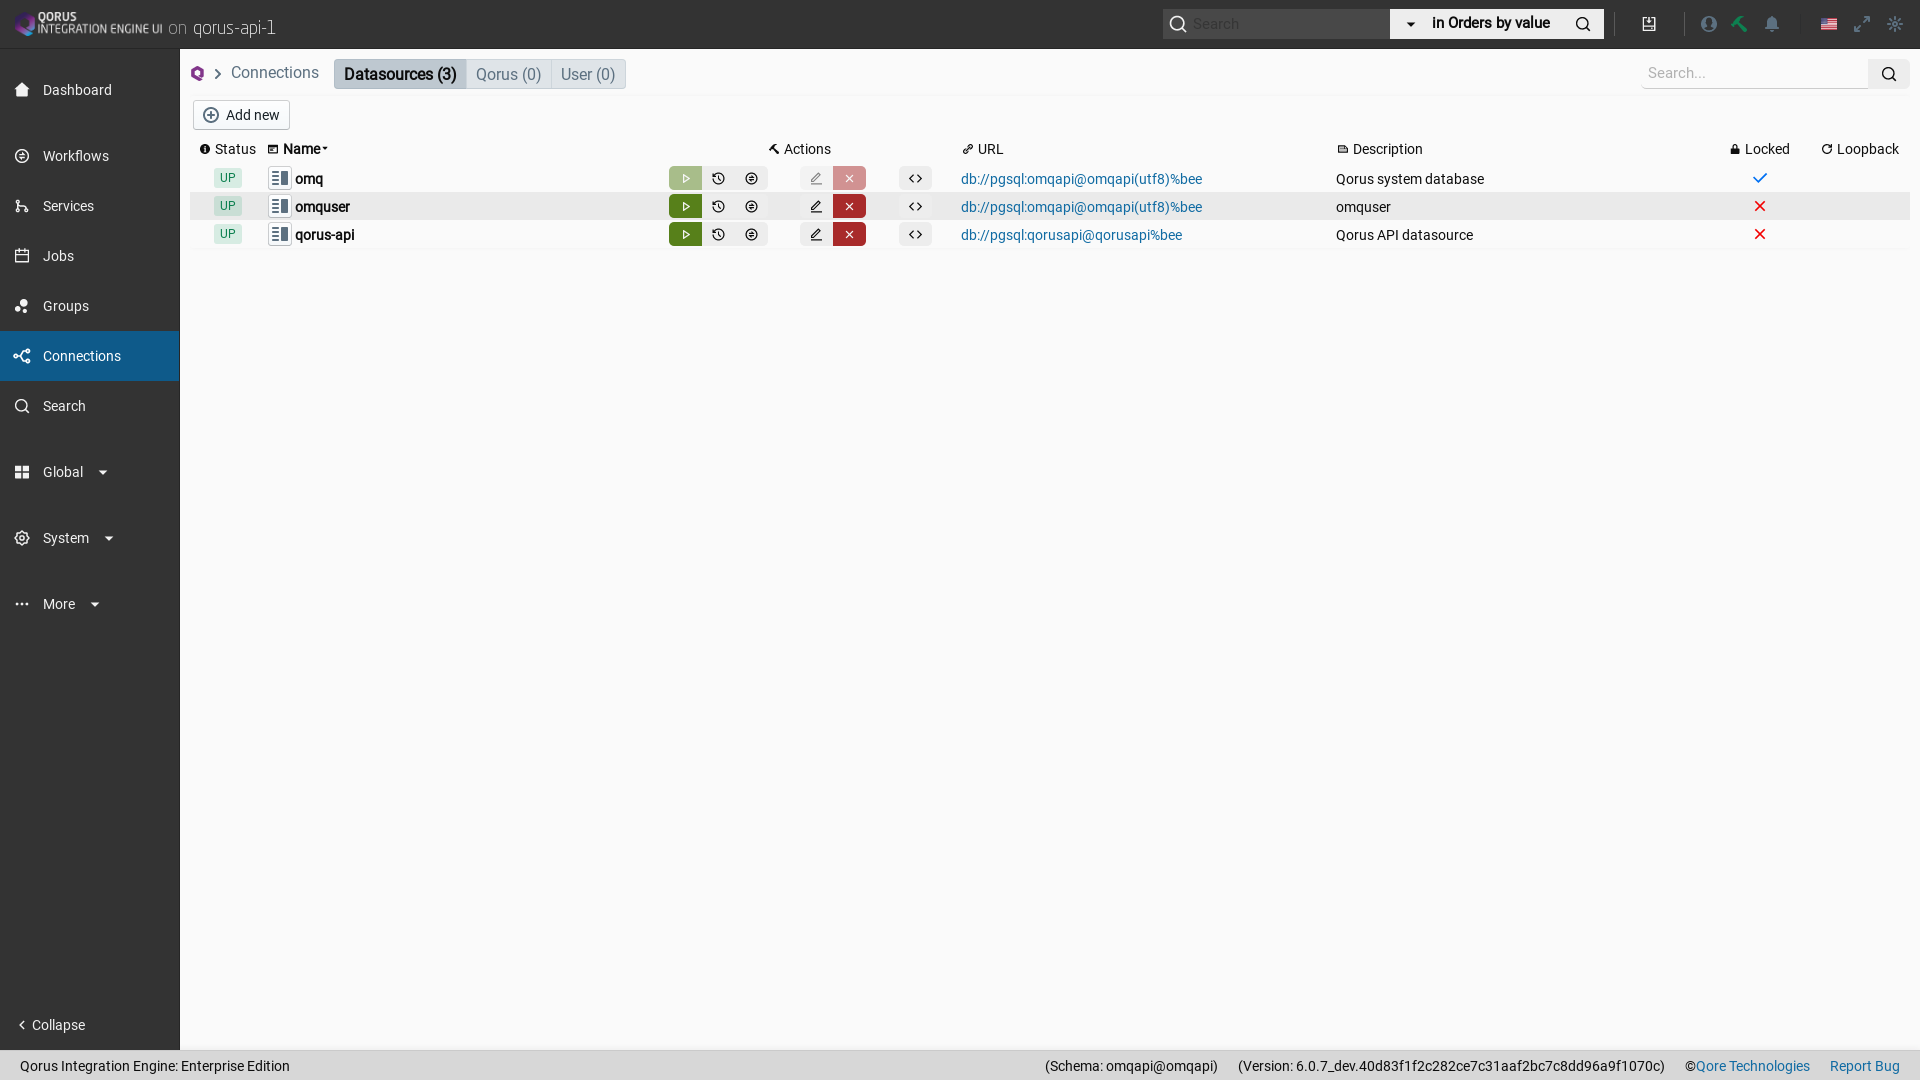 QORUS
INTEGRATION ENGINE UI on qorus-api-1
Search
in Orders by value
Dashboard
Workflows
Services
Jobs
Groups
Connections
Search
Global
System
More
Collapse
Connections
Datasources (3) Qorus (0) User (0)
Search...
Add new
Status Name Actions URL Description Locked Loopback
UP omq db://pgsql:omqapi@omqapi(utf8)%bee Qorus system database
UP omquser db://pgsql:omqapi@omqapi(utf8)%bee omquser
UP qorus-api db://pgsql:qorusapi@qorusapi%bee Qorus API datasource
Qorus Integration Engine: Enterprise Edition (Schema: omqapi@omqapi) (Version: 6.0.7_dev.40d83f1f2c282ce7c31aaf2bc7c8dd96a9f1070c) ©Qore Technologies Report Bug